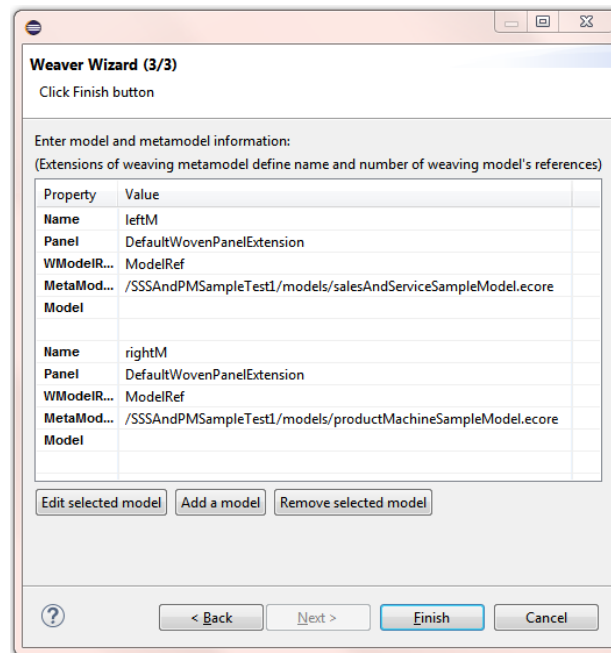 Weaver Wizard (3/3)
Click Finish button
Enter model and metamodel information:
(Extensions of weaving metamodel define name and number of weaving model's references)
Property Value
Name leftM
Panel DefaultWovenPanelExtension
WModelR... ModelRef
MetaMod... /SSSAndPMSampleTest1/models/salesAndServiceSampleModel.ecore
Model
Name rightM
Panel DefaultWovenPanelExtension
WModelR... ModelRef
MetaMod... /SSSAndPMSampleTest1/models/productMachineSampleModel.ecore
Model
Edit selected model Add a model Remove selected model
? < Back Next > Finish Cancel